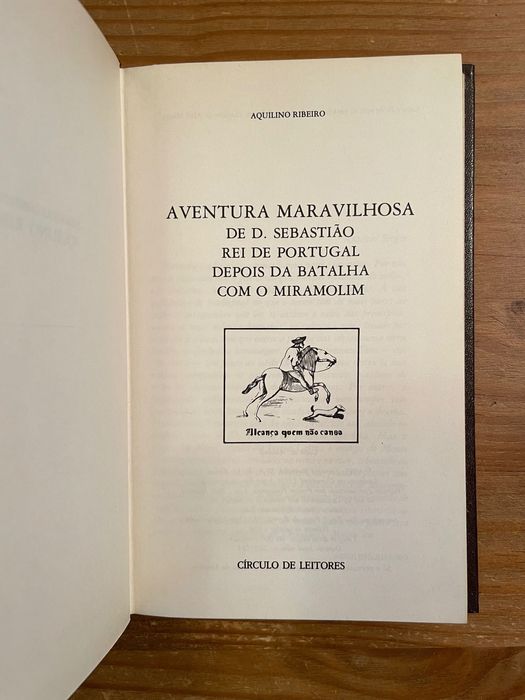 AQUILINO RIBEIRO
AVENTURA MARAVILHOSA
DE D. SEBASTIÃO
REI DE PORTUGAL
DEPOIS DA BATALHA
COM O MIRAMOLIM
Alcança quem não cansa
CÍRCULO DE LEITORES